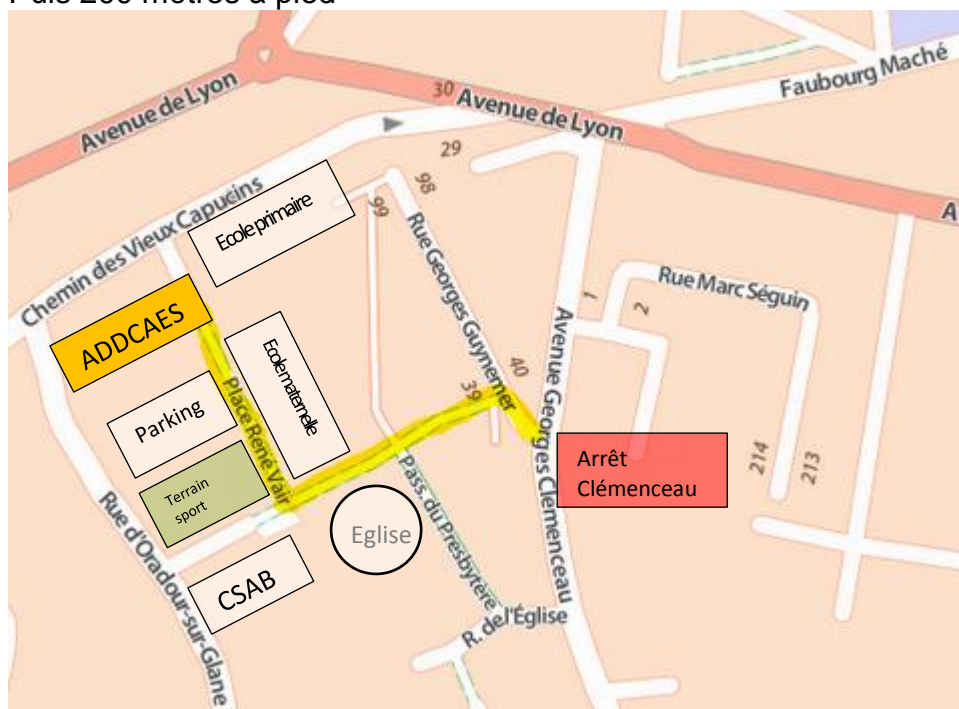 Puis 200 mètres à pied
Avenue de Lyon
30
Avenue de Lyon
Faubourg Maché
29
98
99
Chemin des Vieux Capucins
Ecole primaire
Rue Georges Guynemer
Rue Marc Séguin
1
2
A
ADDCAES
Ecole maternelle
Place René Vair
Parking
40
39
Avenue Georges Clémenceau
Arrêt
Clémenceau
214
213
Terrain
sport
Pass. du Presbytère
Eglise
Rue d'Oradour-sur-Glane
CSAB
R. de l'Église